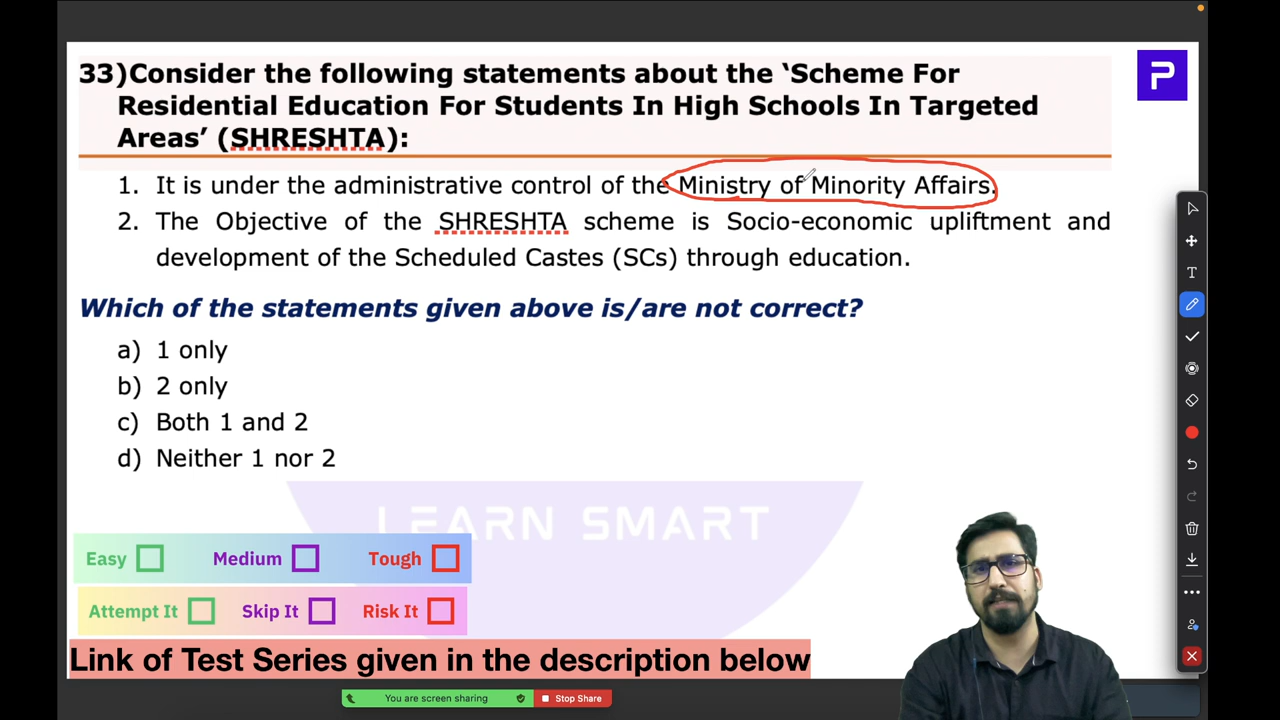 33)Consider the following statements about the ‘Scheme For
Residential Education For Students In High Schools In Targeted
Areas’ (SHRESHTA):
1. It is under the administrative control of the Ministry of Minority Affairs.
2. The Objective of the SHRESHTA scheme is Socio-economic upliftment and
development of the Scheduled Castes (SCs) through education.
Which of the statements given above is/are not correct?
a) 1 only
b) 2 only
c) Both 1 and 2
d) Neither 1 nor 2
LEARN SMART
Easy Medium Tough
Attempt It Skip It Risk It
Link of Test Series given in the description below
You are screen sharing Stop Share
P
T